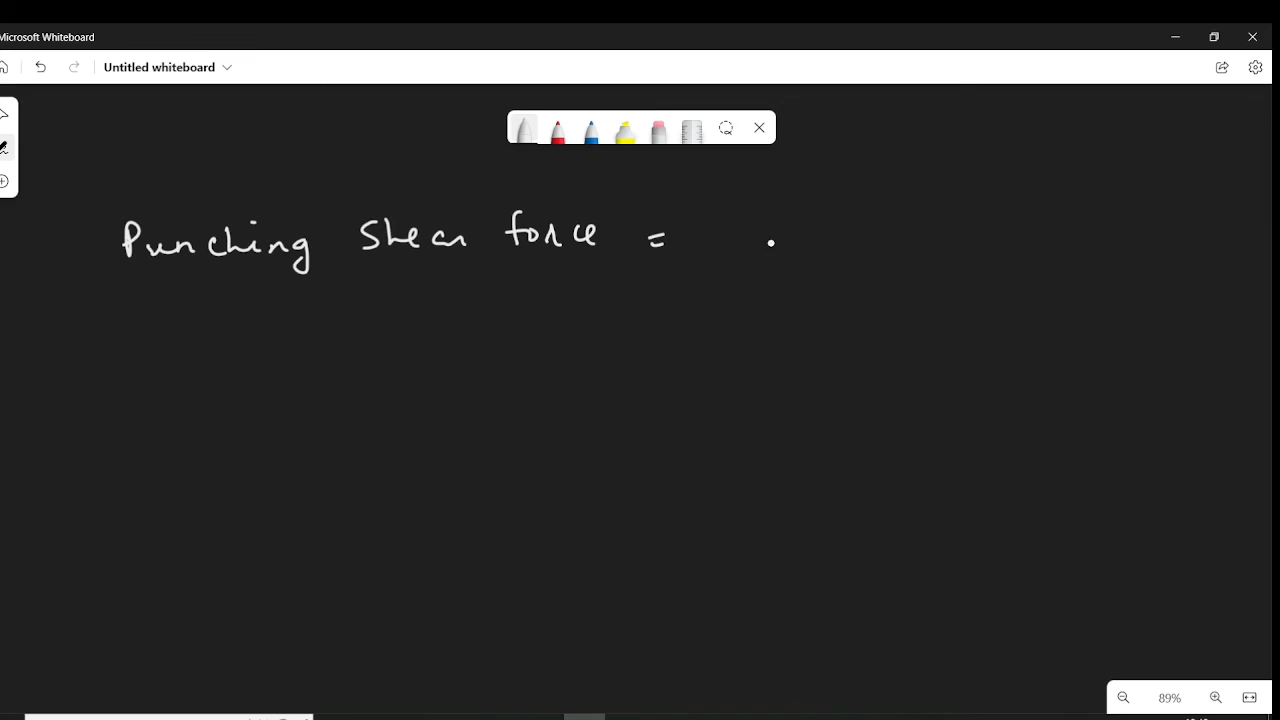 Microsoft Whiteboard
Untitled whiteboard
Punching Shear force =
89%